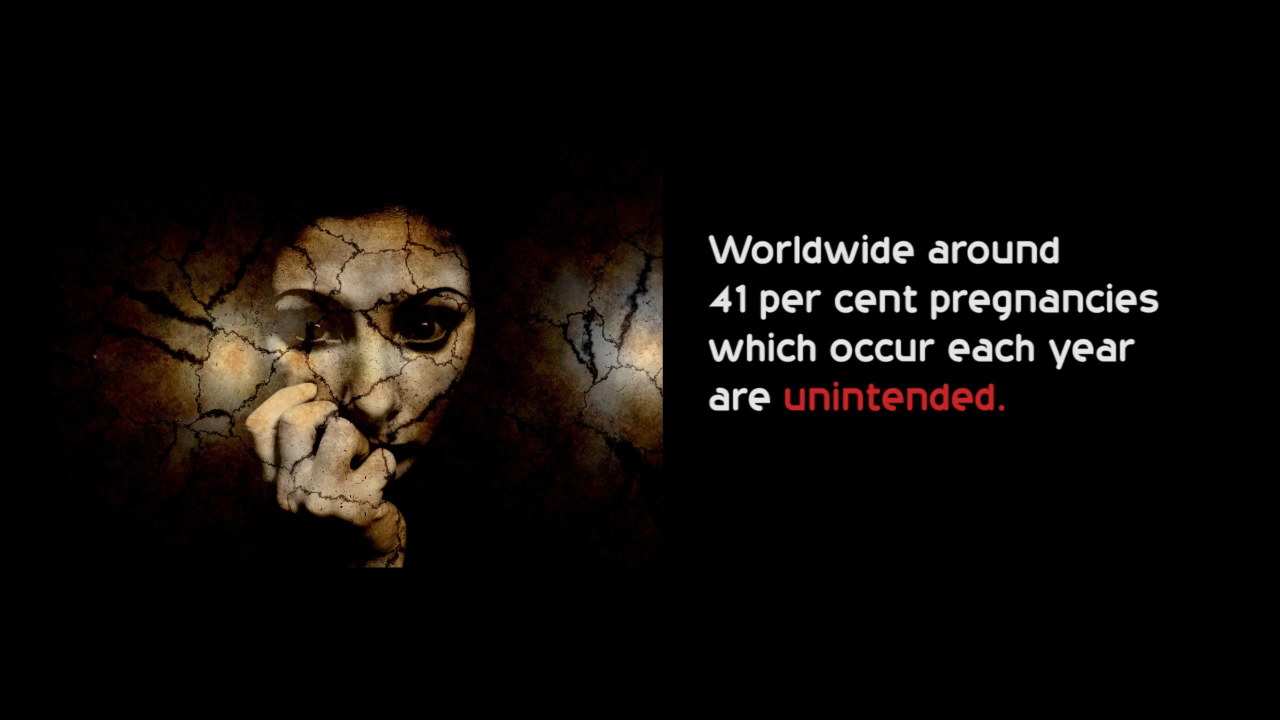 Worldwide around
41 per cent pregnancies
which occur each year
are unintended.